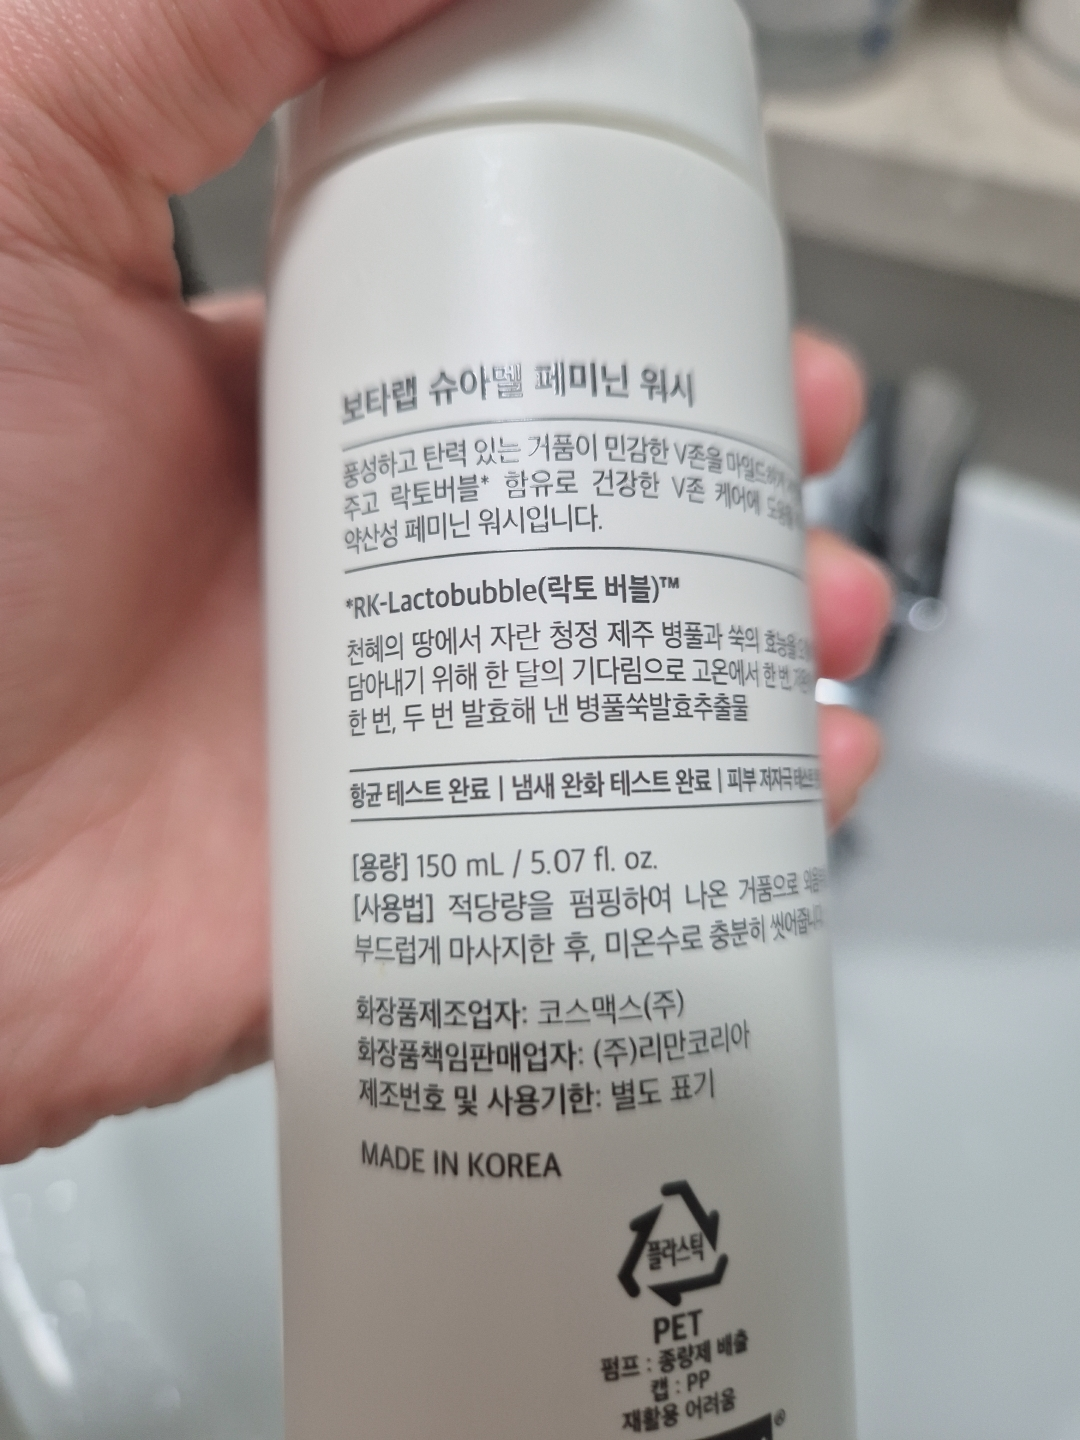 보타랩 슈아멜 페미닌 워시
풍성하고 탄력 있는 거품이 민감한 V존을 마일드하게
주고 락토버블* 함유로 건강한 V존 케어에 도움을
약산성 페미닌 워시입니다.
*RK-Lactobubble(락토 버블)™
천혜의 땅에서 자란 청정 제주 병풀과 쑥의 효능을
담아내기 위해 한 달의 기다림으로 고온에서 한 번,
한 번, 두 번 발효해 낸 병풀쑥발효추출물
항균 테스트 완료 | 냄새 완화 테스트 완료 | 피부 저자극 테스트
[용량] 150 mL / 5.07 fl. oz.
[사용법] 적당량을 펌핑하여 나온 거품으로
부드럽게 마사지한 후, 미온수로 충분히 씻어줍니다.
화장품제조업자: 코스맥스(주)
화장품책임판매업자: (주)리만코리아
제조번호 및 사용기한: 별도 표기
MADE IN KOREA
플라스틱
PET
펌프 : 종량제 배출
캡 : PP
재활용 어려움
®